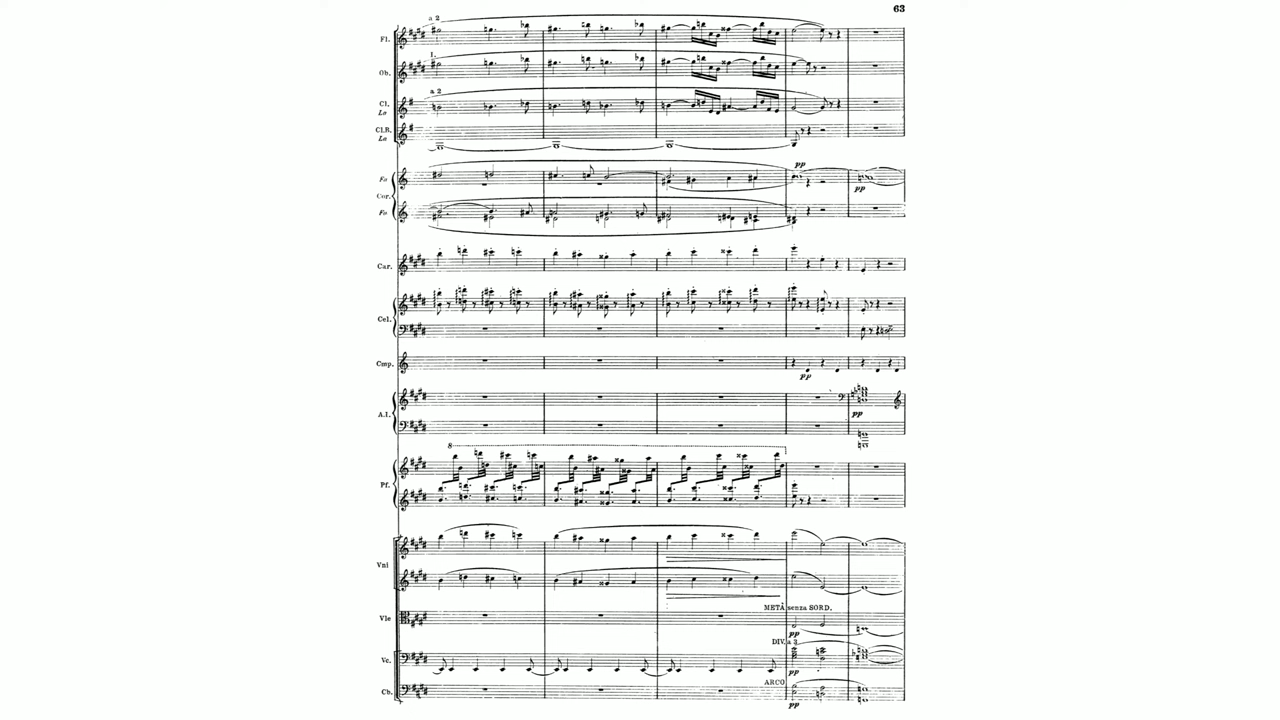 63
a 2
Fl.
1.
Ob.
a 2
Cl.
La
Cl.B.
La
pp
Fa
pp
Cor.
Fa
Car.
Cel.
Cmp.
pp
A.I.
pp
8
Pf.
Vni
METÀ senza SORD.
Vle
pp
DIV. a 3
Vc.
pp
ARCO
Cb.
pp